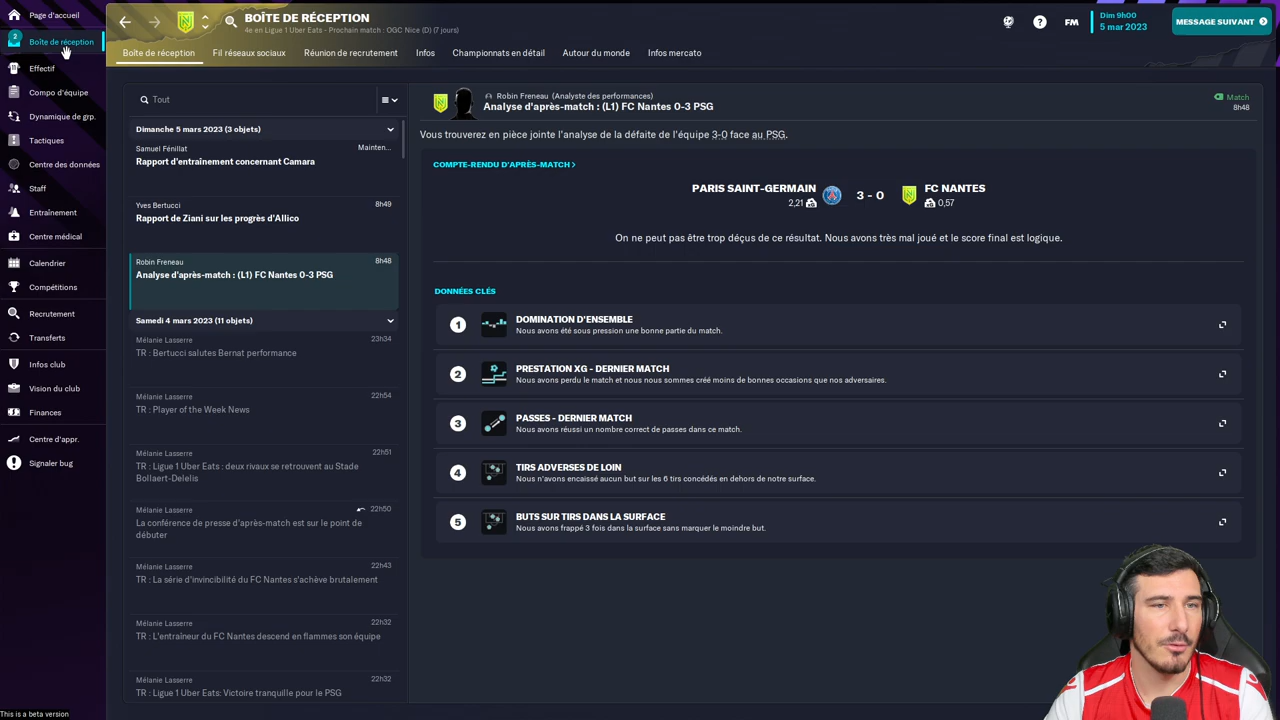 Page d'accueil
2
Boîte de réception
Effectif
Compo d'équipe
Dynamique de grp.
Tactiques
Centre des données
Staff
Entraînement
Centre médical
Calendrier
Compétitions
Recrutement
Transferts
Infos club
Vision du club
Finances
Centre d'appr.
Signaler bug
This is a beta version
BOÎTE DE RÉCEPTION
4e en Ligue 1 Uber Eats · Prochain match : OGC Nice (D) (7 jours)
FM
Dim 9h00
5 mar 2023
MESSAGE SUIVANT
Boîte de réception
Fil réseaux sociaux
Réunion de recrutement
Infos
Championnats en détail
Autour du monde
Infos mercato
Tout
Dimanche 5 mars 2023 (3 objets)
Samuel Fénillat
Mainten...
Rapport d'entraînement concernant Camara
Yves Bertucci
8h49
Rapport de Ziani sur les progrès d'Allico
Robin Freneau
8h48
Analyse d'après-match : (L1) FC Nantes 0-3 PSG
Samedi 4 mars 2023 (11 objets)
Mélanie Lasserre
23h34
TR : Bertucci salutes Bernat performance
Mélanie Lasserre
22h54
TR : Player of the Week News
Mélanie Lasserre
22h51
TR : Ligue 1 Uber Eats : deux rivaux se retrouvent au Stade
Bollaert-Delelis
Mélanie Lasserre
22h50
La conférence de presse d'après-match est sur le point de
débuter
Mélanie Lasserre
22h43
TR : La série d'invincibilité du FC Nantes s'achève brutalement
Mélanie Lasserre
22h32
TR : L'entraîneur du FC Nantes descend en flammes son équipe
Mélanie Lasserre
22h32
TR : Ligue 1 Uber Eats: Victoire tranquille pour le PSG
Robin Freneau (Analyste des performances)
Analyse d'après-match : (L1) FC Nantes 0-3 PSG
Match
8h48
Vous trouverez en pièce jointe l'analyse de la défaite de l'équipe 3-0 face au PSG.
COMPTE-RENDU D'APRÈS-MATCH >
PARIS SAINT-GERMAIN
2,21
3 - 0
FC NANTES
0,57
On ne peut pas être trop déçus de ce résultat. Nous avons très mal joué et le score final est logique.
DONNÉES CLÉS
1
DOMINATION D'ENSEMBLE
Nous avons été sous pression une bonne partie du match.
2
PRESTATION XG - DERNIER MATCH
Nous avons perdu le match et nous nous sommes créé moins de bonnes occasions que nos adversaires.
3
PASSES - DERNIER MATCH
Nous avons réussi un nombre correct de passes dans ce match.
4
TIRS ADVERSES DE LOIN
Nous n'avons encaissé aucun but sur les 6 tirs concédés en dehors de notre surface.
5
BUTS SUR TIRS DANS LA SURFACE
Nous avons frappé 3 fois dans la surface sans marquer le moindre but.